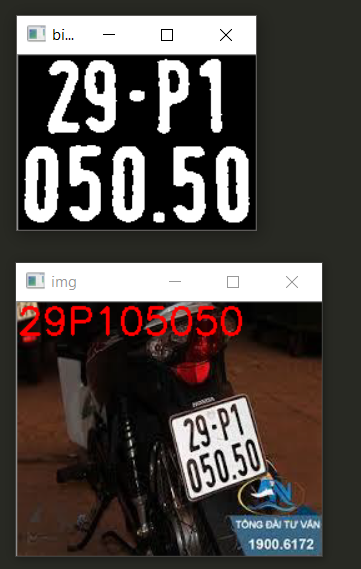 bi...
29-P1
050.50
img
29P105050
HONDA
29-P1
050.50
TỔNG ĐÀI TƯ VẤN
1900.6172